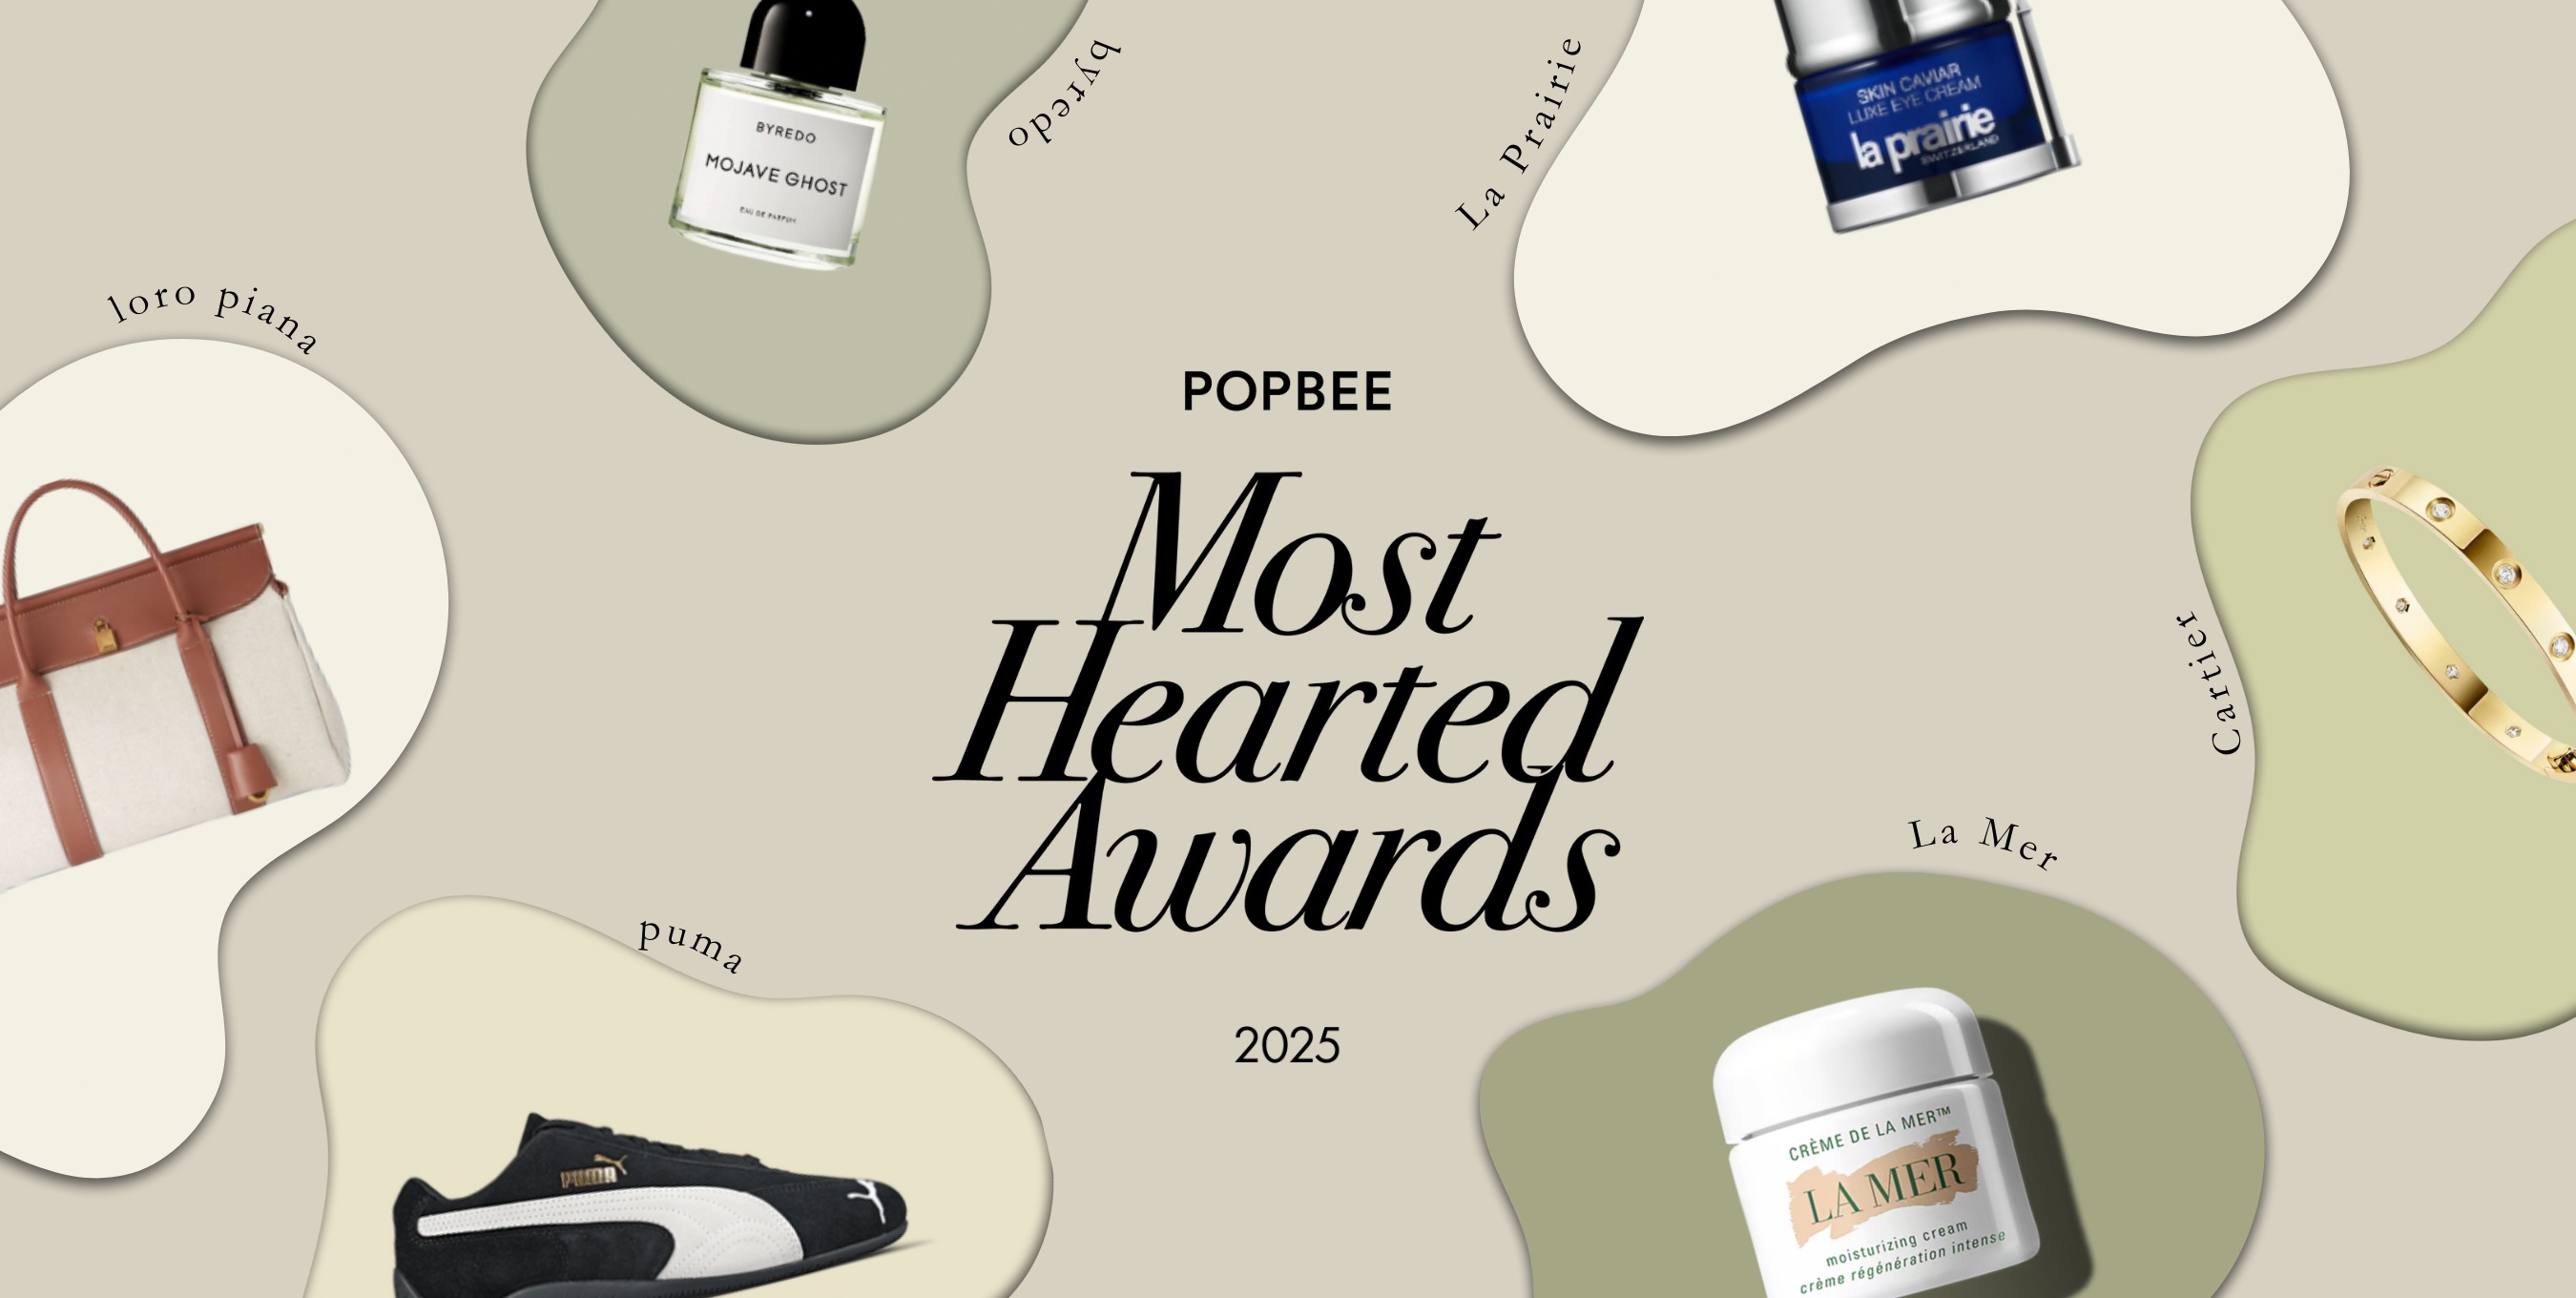 byredo
BYREDO
MOJAVE GHOST
EAU DE PARFUM
La Prairie
SKIN CAVIAR
LUXE EYE CREAM
la prairie
SWITZERLAND
loro piana
POPBEE
Most
Hearted
Awards
2025
Cartier
puma
PUMA
La Mer
CRÈME DE LA MER™
LA MER
moisturizing cream
crème régénération intense